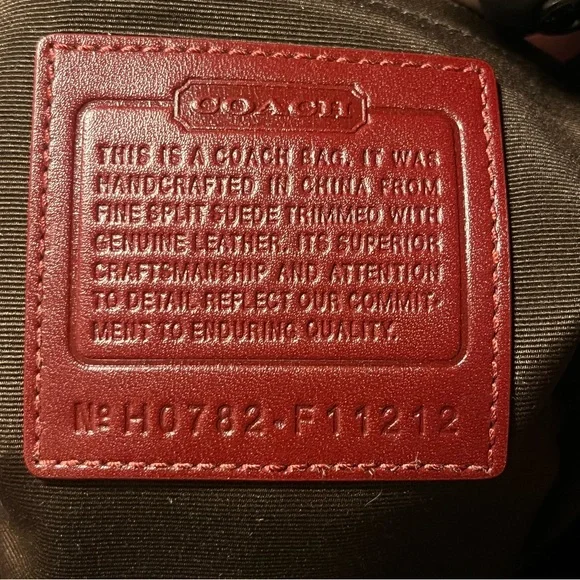 COACH
THIS IS A COACH BAG. IT WAS
HANDCRAFTED IN CHINA FROM
FINE SPLIT SUEDE TRIMMED WITH
GENUINE LEATHER. ITS SUPERIOR
CRAFTSMANSHIP AND ATTENTION
TO DETAIL REFLECT OUR COMMIT-
MENT TO ENDURING QUALITY.
Nº H0782-F11212